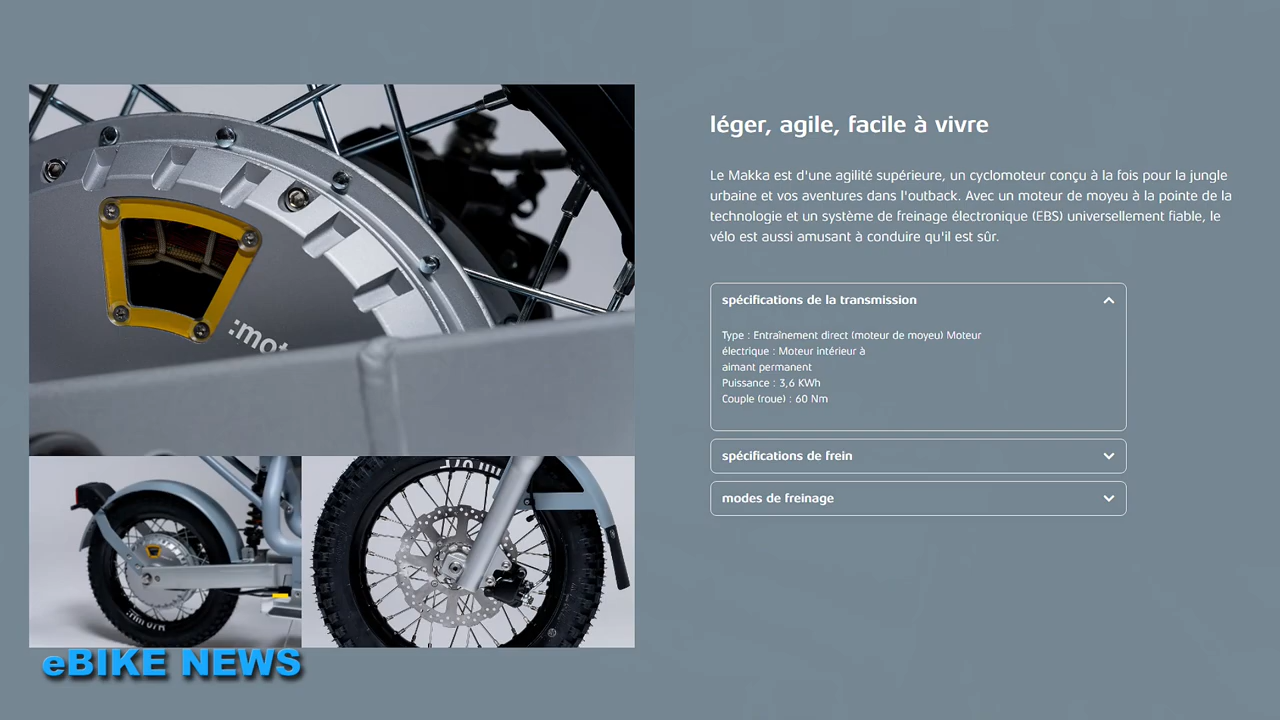 léger, agile, facile à vivre
Le Makka est d'une agilité supérieure, un cyclomoteur conçu à la fois pour la jungle
urbaine et vos aventures dans l'outback. Avec un moteur de moyeu à la pointe de la
technologie et un système de freinage électronique (EBS) universellement fiable, le
vélo est aussi amusant à conduire qu'il est sûr.
spécifications de la transmission
Type : Entraînement direct (moteur de moyeu) Moteur
électrique : Moteur intérieur à
aimant permanent
Puissance : 3,6 KWh
Couple (roue) : 60 Nm
spécifications de frein
modes de freinage
eBIKE NEWS